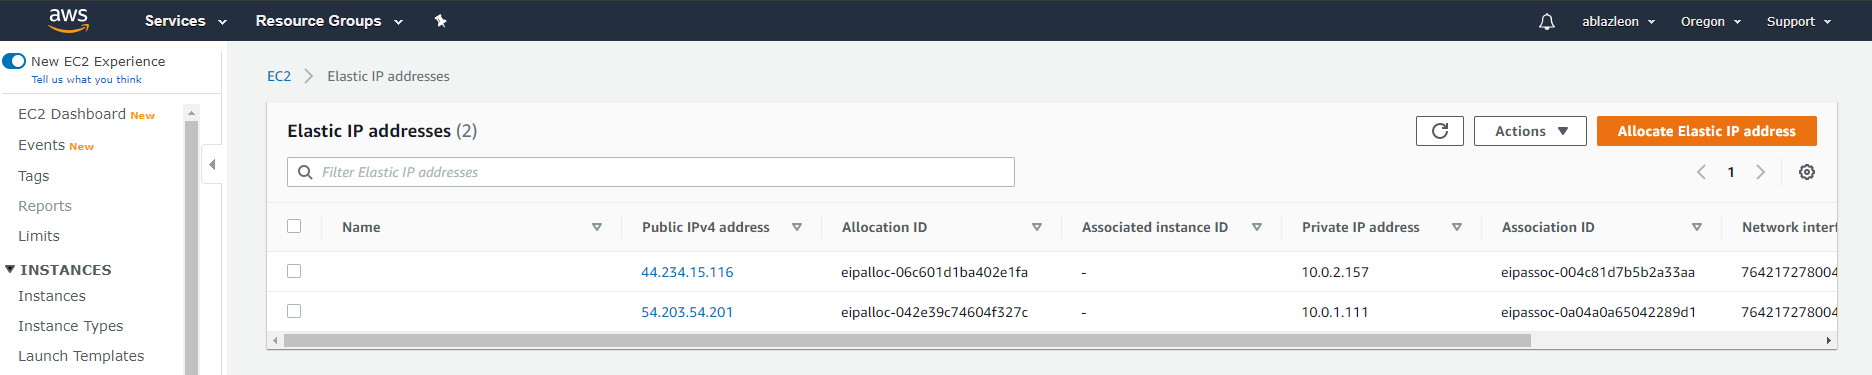 aws Services Resource Groups ablazleon Oregon Support
New EC2 Experience
Tell us what you think
EC2 Dashboard New
Events New
Tags
Reports
Limits
INSTANCES
Instances
Instance Types
Launch Templates
EC2 Elastic IP addresses
Elastic IP addresses (2)
Actions
Allocate Elastic IP address
Filter Elastic IP addresses
1
Name Public IPv4 address Allocation ID Associated instance ID Private IP address Association ID Network interf
44.234.15.116 eipalloc-06c601d1ba402e1fa - 10.0.2.157 eipassoc-004c81d7b5b2a33aa 764217278004
54.203.54.201 eipalloc-042e39c74604f327c - 10.0.1.111 eipassoc-0a04a0a65042289d1 764217278004